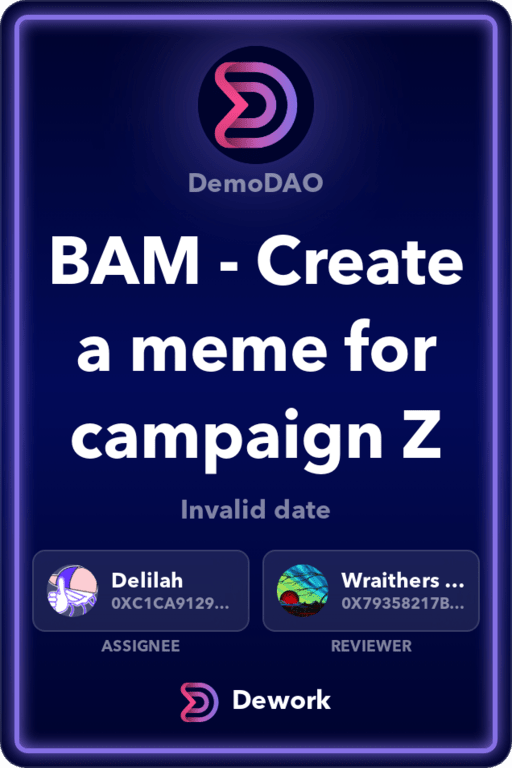 DemoDAO
BAM - Create
a meme for
campaign Z
Invalid date
Delilah
0XC1CA9129...
ASSIGNEE
Wraithers ...
0X79358217B...
REVIEWER
Dework